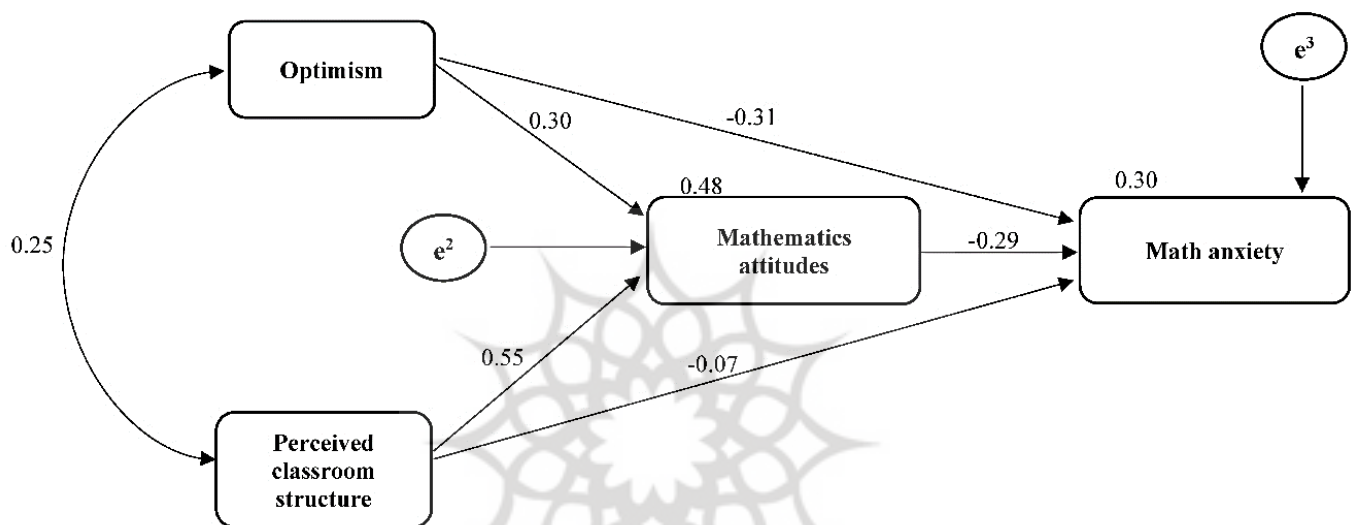 e³
Optimism
-0.31
0.30
0.48
0.30
0.25
e²
Mathematics
attitudes
-0.29
Math anxiety
0.55
-0.07
Perceived
classroom
structure